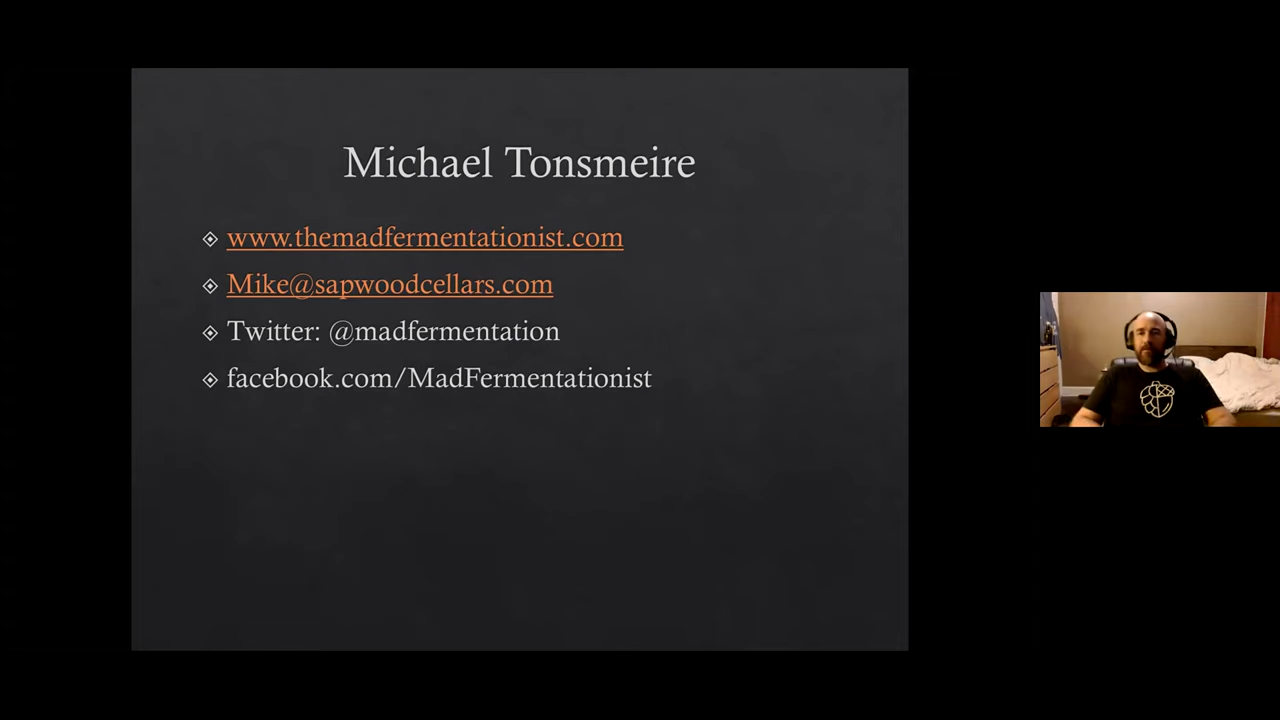 Michael Tonsmeire
www.themadfermentationist.com
Mike@sapwoodcellars.com
Twitter: @madfermentation
facebook.com/MadFermentationist